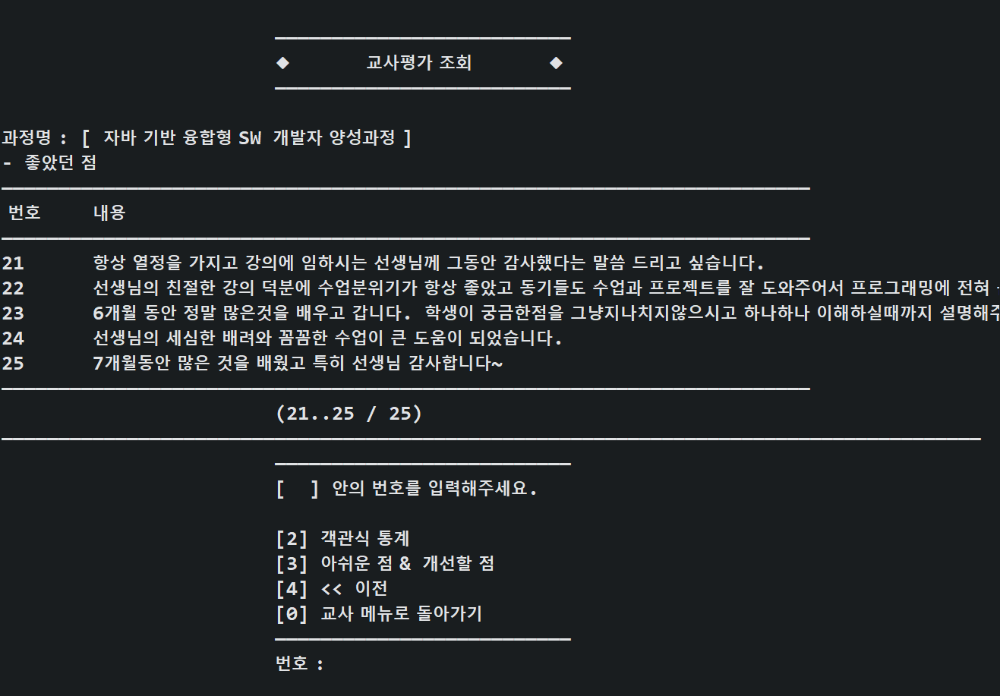 ◆ 교사평가 조회 ◆
과정명 : [ 자바 기반 융합형 SW 개발자 양성과정 ]
- 좋았던 점
번호 내용
21 항상 열정을 가지고 강의에 임하시는 선생님께 그동안 감사했다는 말씀 드리고 싶습니다.
22 선생님의 친절한 강의 덕분에 수업분위기가 항상 좋았고 동기들도 수업과 프로젝트를 잘 도와주어서 프로그래밍에 전혀
23 6개월 동안 정말 많은것을 배우고 갑니다. 학생이 궁금한점을 그냥지나치지않으시고 하나하나 이해하실때까지 설명해주
24 선생님의 세심한 배려와 꼼꼼한 수업이 큰 도움이 되었습니다.
25 7개월동안 많은 것을 배웠고 특히 선생님 감사합니다~
(21..25 / 25)
[ ] 안의 번호를 입력해주세요.
[2] 객관식 통계
[3] 아쉬운 점 & 개선할 점
[4] << 이전
[0] 교사 메뉴로 돌아가기
번호 :